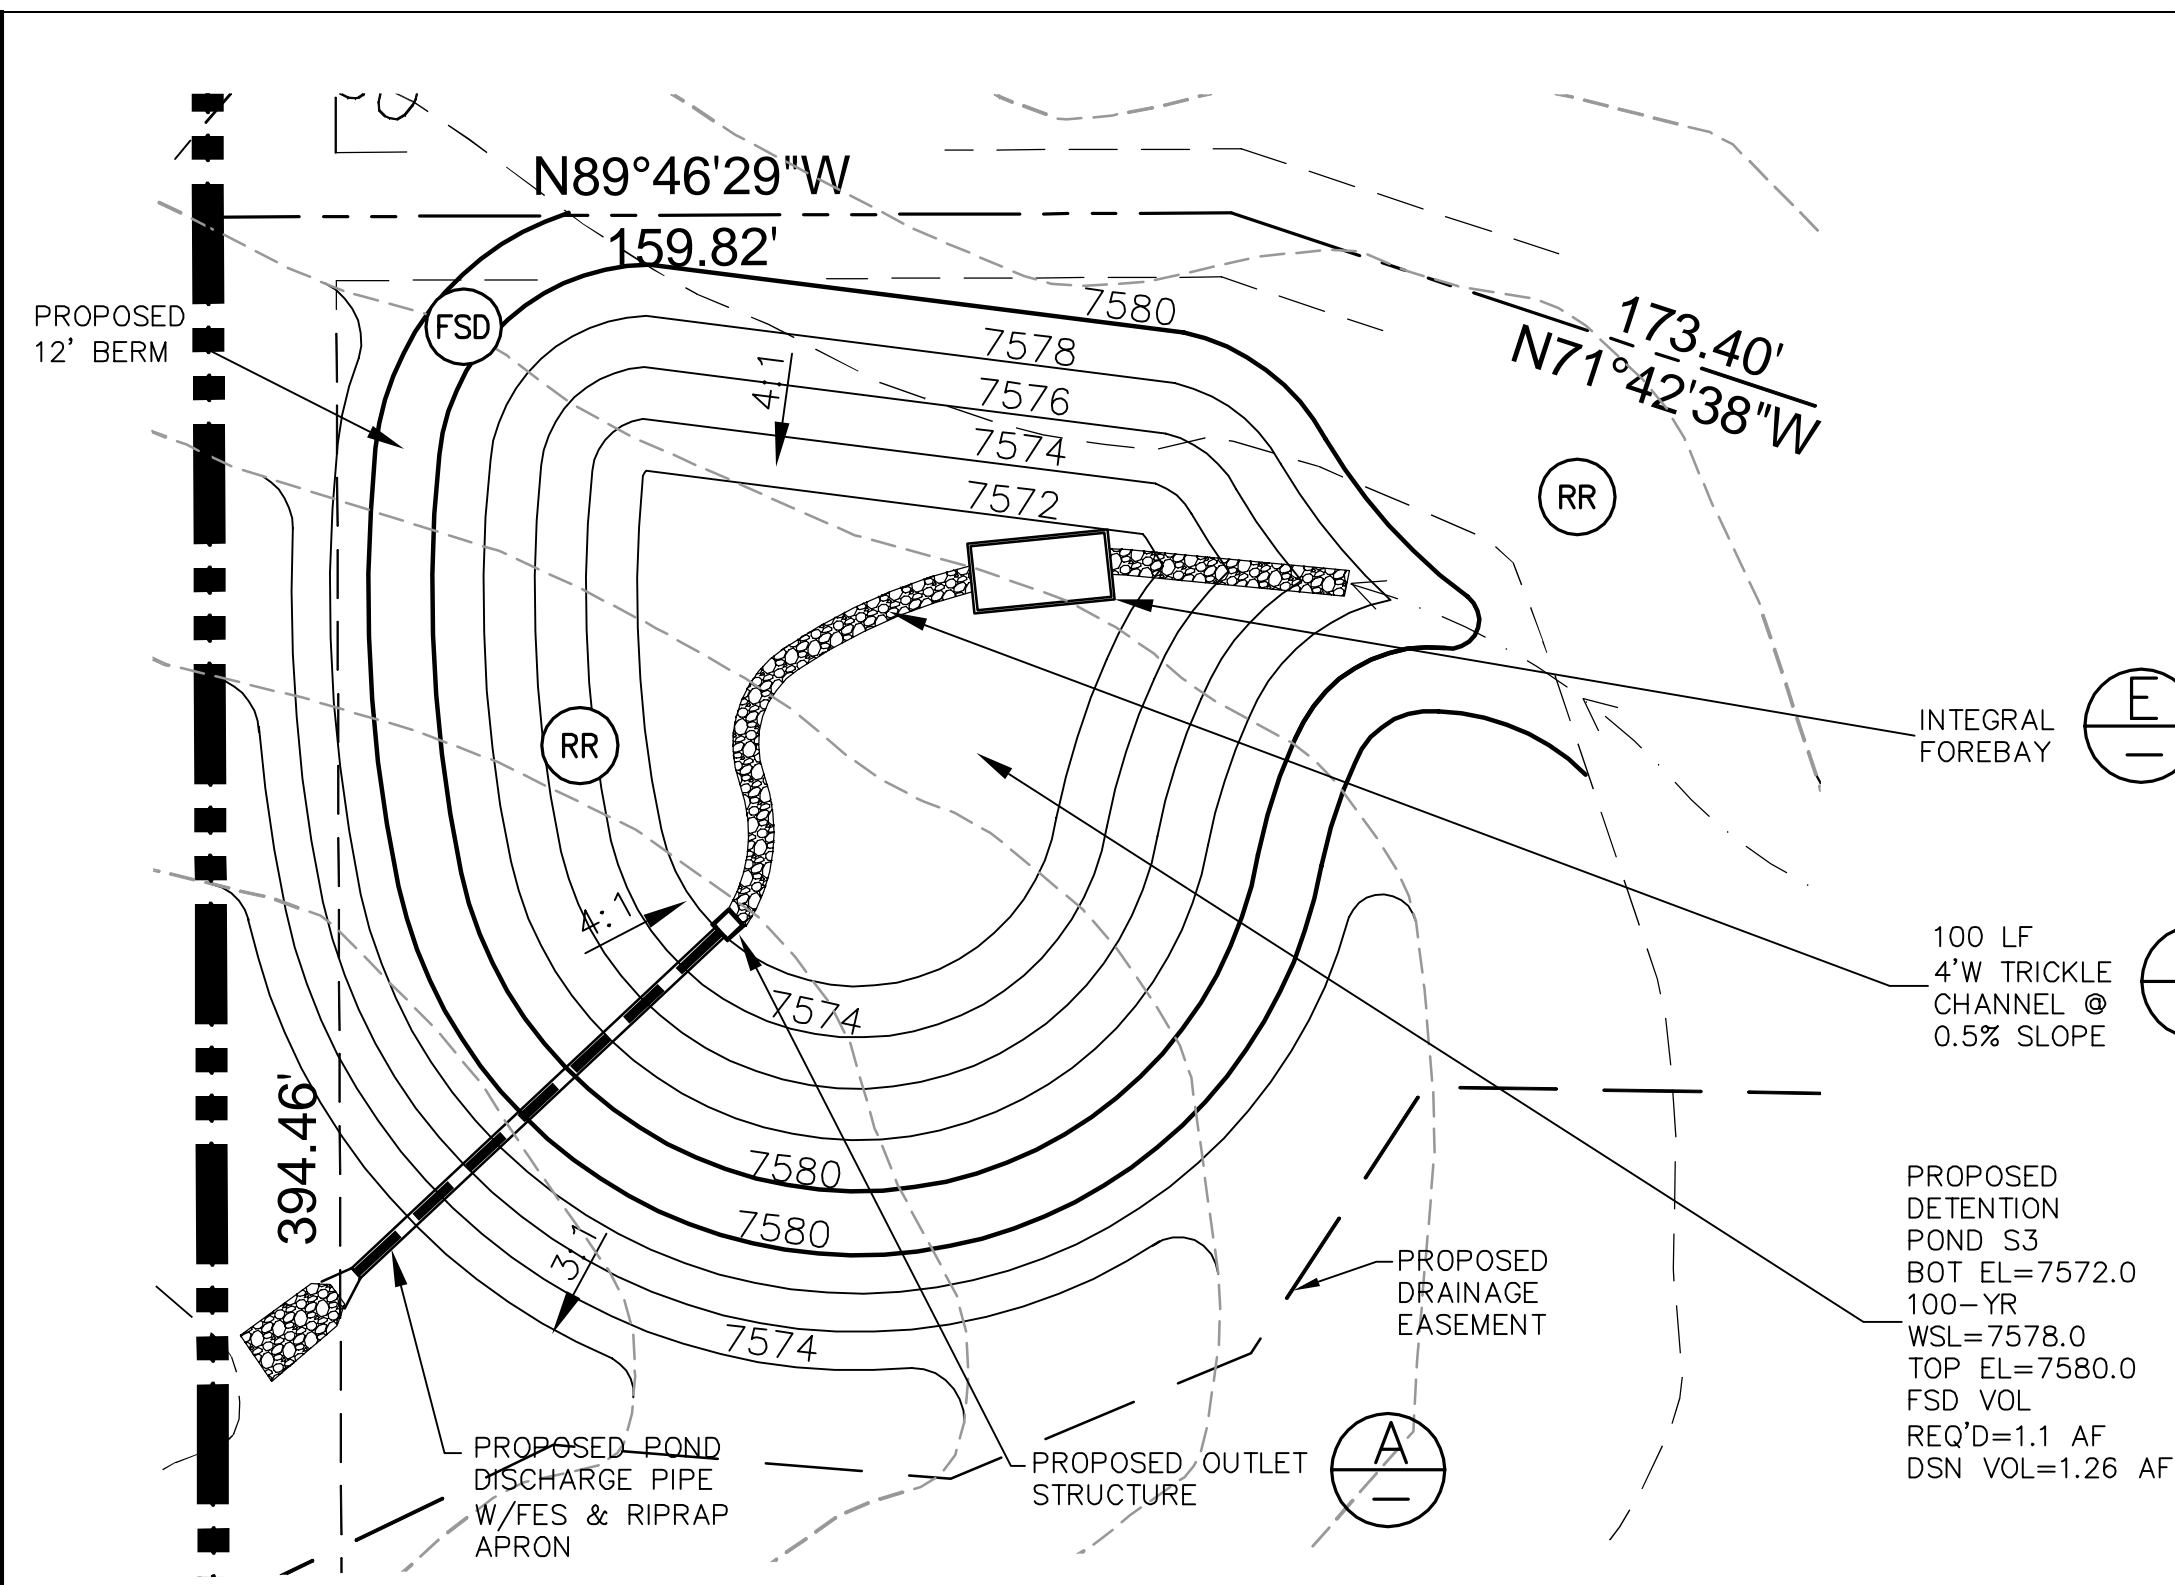 N89°46'29"W
159.82'
PROPOSED
12' BERM
FSD
7580
7578
7576
7574
7572
4:1
173.40'
N71°42'38"W
RR
RR
INTEGRAL
FOREBAY
E
100 LF
4'W TRICKLE
CHANNEL @
0.5% SLOPE
4:1
7574
394.46'
7580
7580
3:1
7574
PROPOSED
DRAINAGE
EASEMENT
PROPOSED
DETENTION
POND S3
BOT EL=7572.0
100-YR
WSL=7578.0
TOP EL=7580.0
FSD VOL
REQ'D=1.1 AF
DSN VOL=1.26 AF
PROPOSED POND
DISCHARGE PIPE
W/FES & RIPRAP
APRON
PROPOSED OUTLET
STRUCTURE
A